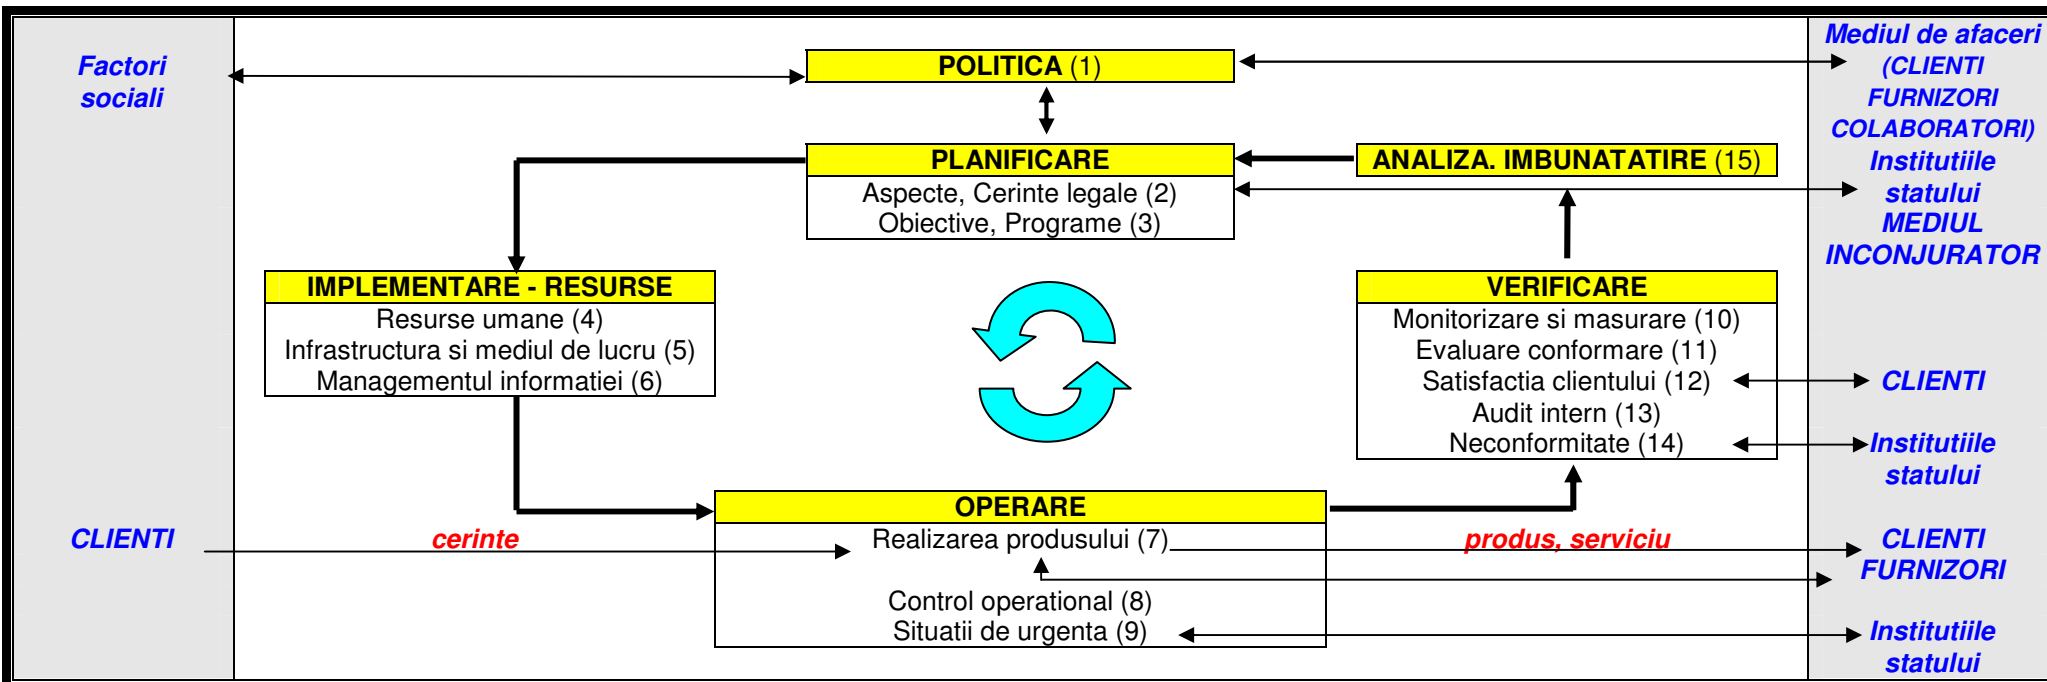 Factori
sociali
CLIENTI
POLITICA (1)
PLANIFICARE
Aspecte, Cerinte legale (2)
Obiective, Programe (3)
ANALIZA. IMBUNATATIRE (15)
IMPLEMENTARE - RESURSE
Resurse umane (4)
Infrastructura si mediul de lucru (5)
Managementul informatiei (6)
VERIFICARE
Monitorizare si masurare (10)
Evaluare conformare (11)
Satisfactia clientului (12)
Audit intern (13)
Neconformitate (14)
OPERARE
cerinte
Realizarea produsului (7)
produs, serviciu
Control operational (8)
Situatii de urgenta (9)
Mediul de afaceri
(CLIENTI
FURNIZORI
COLABORATORI)
Institutiile
statului
MEDIUL
INCONJURATOR
CLIENTI
Institutiile
statului
CLIENTI
FURNIZORI
Institutiile
statului